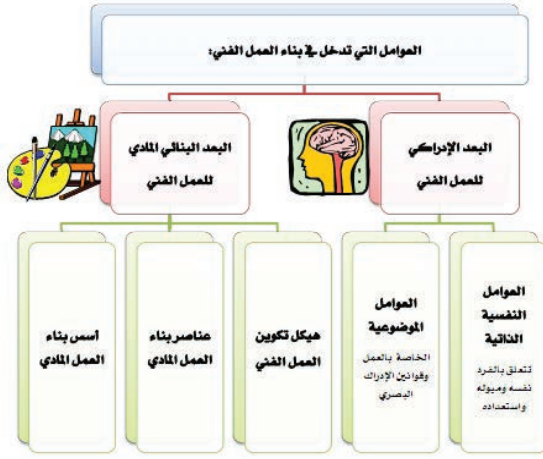 العوامل التي تدخل في بناء العمل الفني:
البعد الإدراكي
للعمل الفني
البعد البنائي المادي
للعمل الفني
العوامل
النفسية
الذاتية
تتعلق بالفرد
نفسه وميوله
واستعداده
العوامل
الموضوعية
الخاصة بالعمل
وقوانين الإدراك
البصري
هيكل تكوين
العمل الفني
عناصر بناء
العمل المادي
أسس بناء
العمل المادي